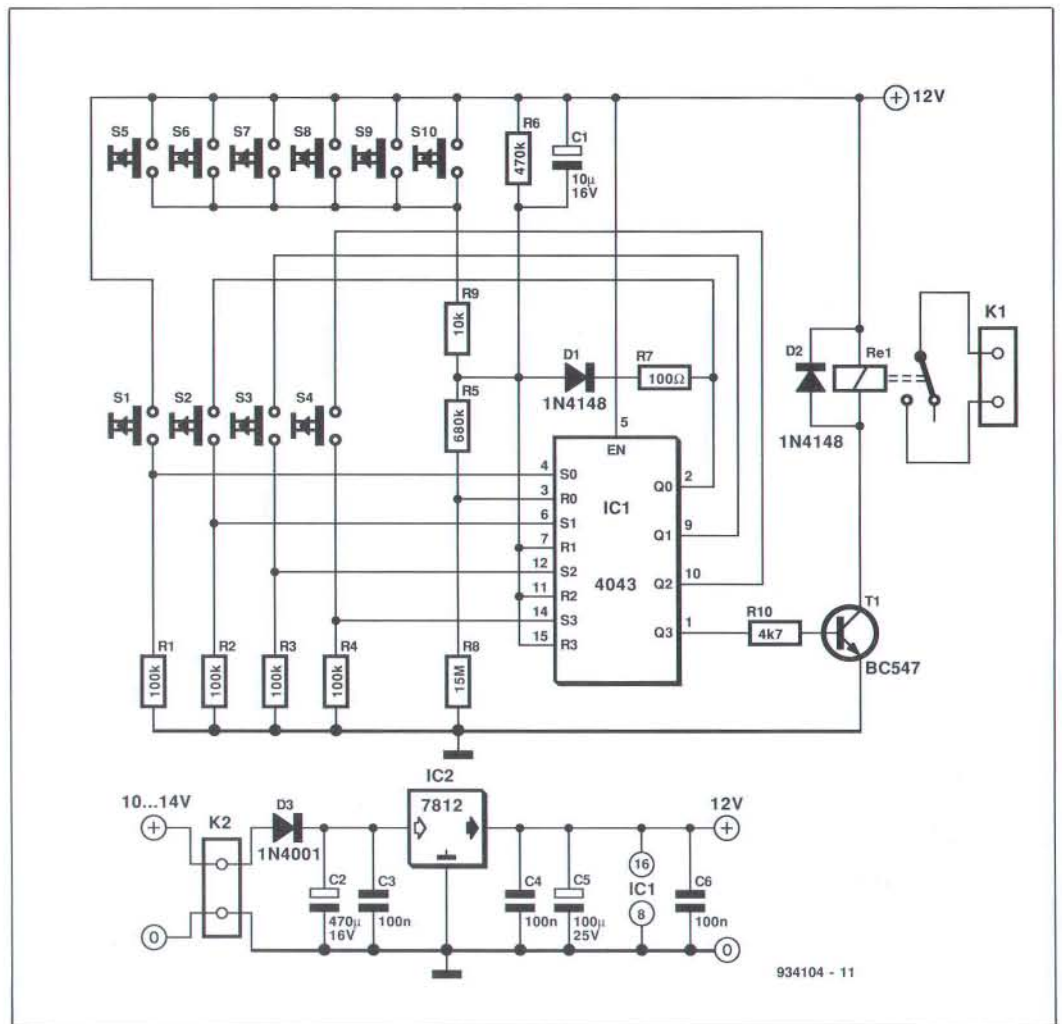 12V
S5 S6 S7 S8 S9 S10
R6
470k
C1
10µ
16V
R9
10k
D1
1N4148
R7
100Ω
R5
680k
K1
D2
1N4148
Re1
S1 S2 S3 S4
5
EN
4 S0
3 R0
6 S1
7 R1
12 S2
11 R2
14 S3
15 R3
IC1
4043
Q0 2
Q1 9
Q2 10
Q3 1
R10
4k7
T1
BC547
R1
100k
R2
100k
R3
100k
R4
100k
R8
15M
10...14V
K2
D3
1N4001
IC2
7812
12V
C2
470µ
16V
C3
100n
C4
100n
C5
100µ
25V
16
IC1
8
C6
100n
0
0
934104 - 11